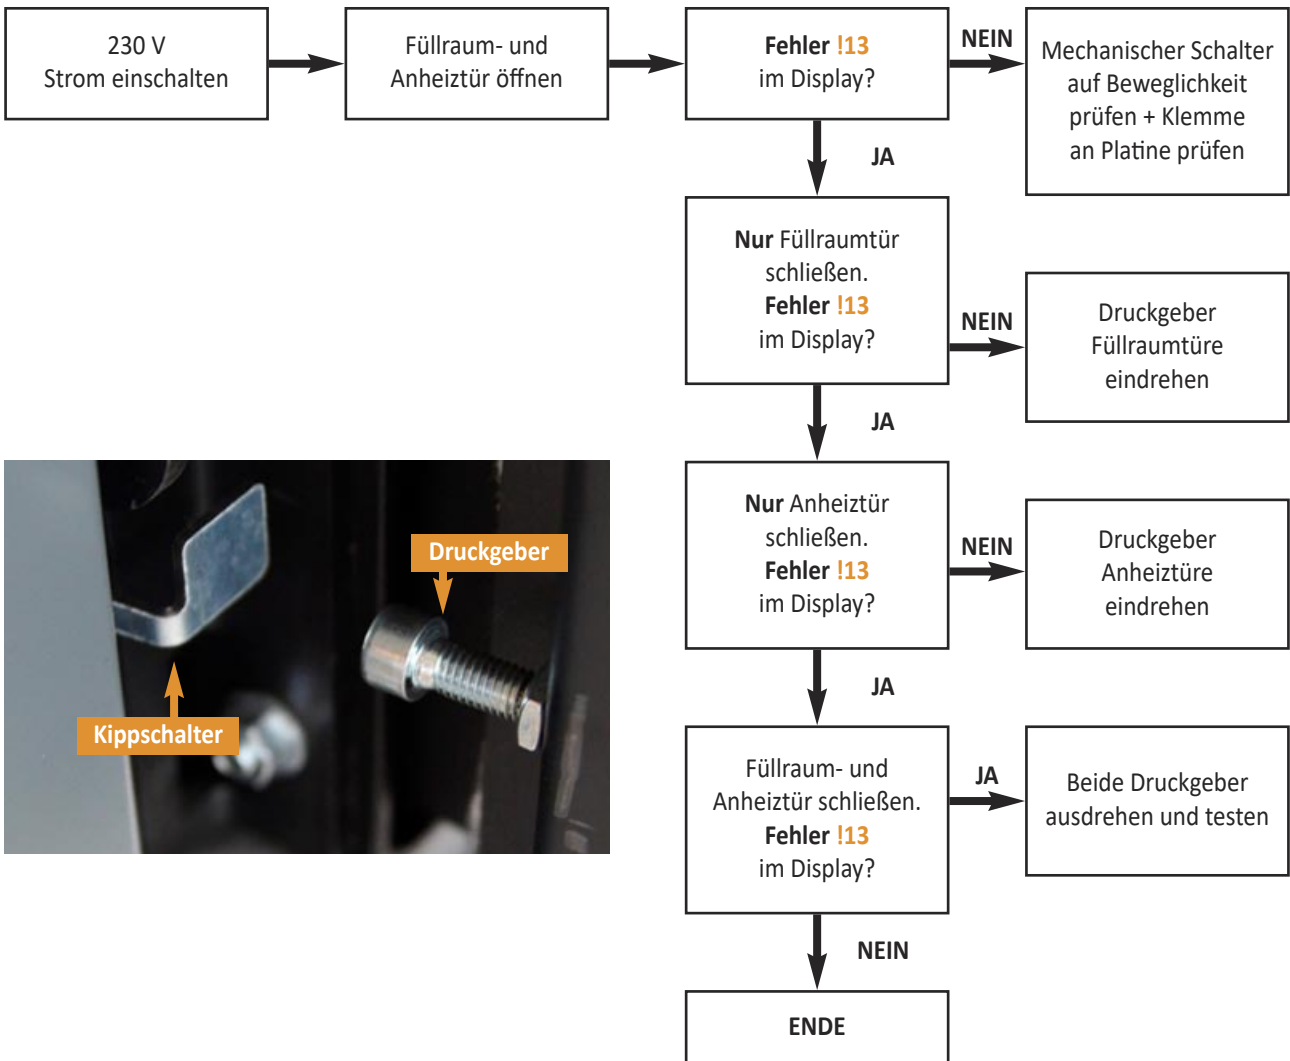 230 V
Strom einschalten
Füllraum- und
Anheiztür öffnen
Fehler !13
im Display?
NEIN
Mechanischer Schalter
auf Beweglichkeit
prüfen + Klemme
an Platine prüfen
JA
Nur Füllraumtür
schließen.
Fehler !13
im Display?
NEIN
Druckgeber
Füllraumtüre
eindrehen
JA
Nur Anheiztür
schließen.
Fehler !13
im Display?
NEIN
Druckgeber
Anheiztüre
eindrehen
JA
Füllraum- und
Anheiztür schließen.
Fehler !13
im Display?
JA
Beide Druckgeber
ausdrehen und testen
NEIN
ENDE
Druckgeber
Kippschalter